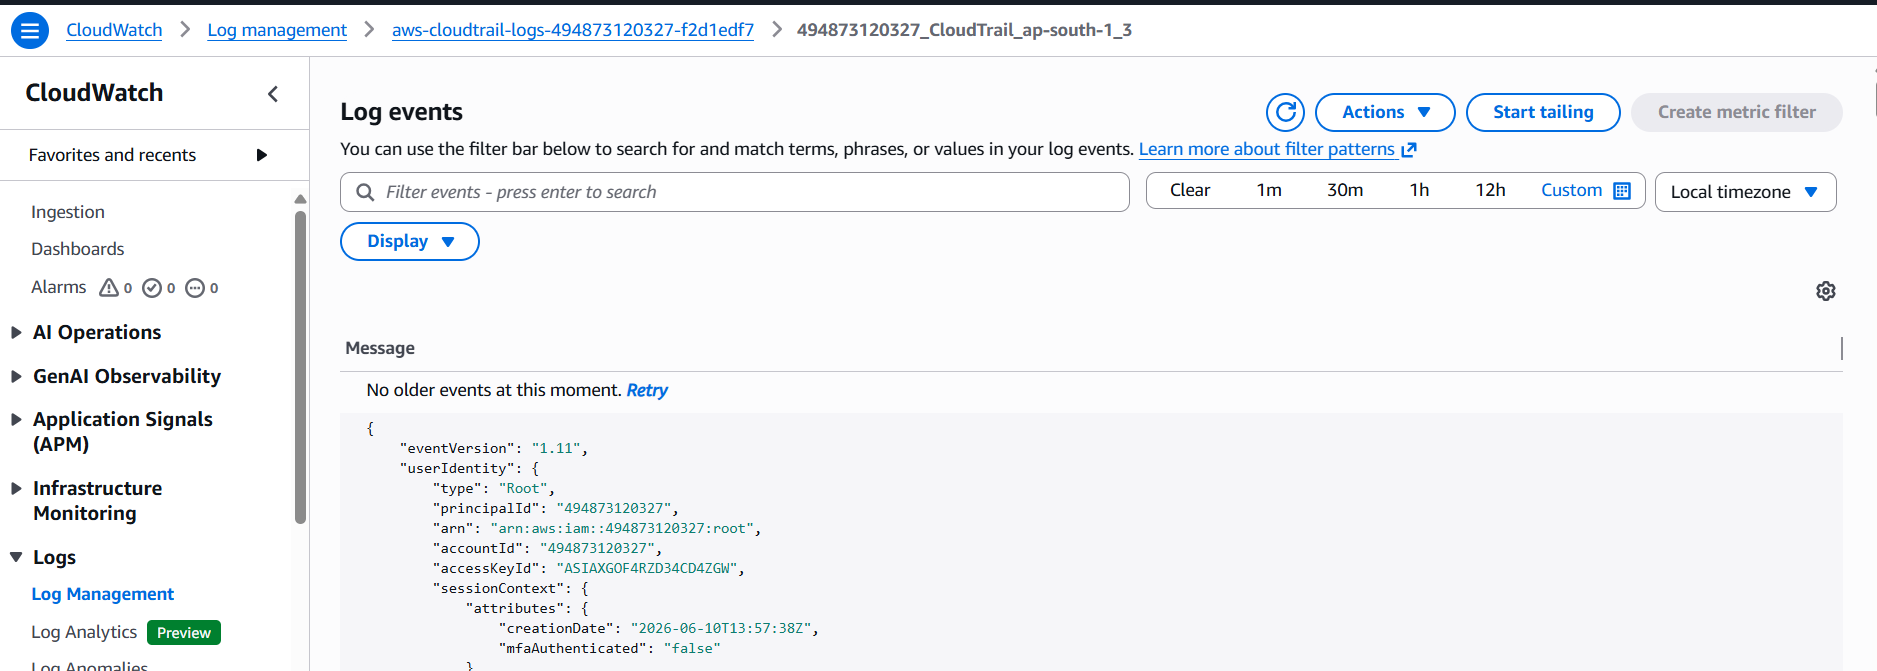 CloudWatch > Log management > aws-cloudtrail-logs-494873120327-f2d1edf7 > 494873120327_CloudTrail_ap-south-1_3
CloudWatch
Favorites and recents
Ingestion
Dashboards
Alarms 0 0 0
AI Operations
GenAI Observability
Application Signals
(APM)
Infrastructure
Monitoring
Logs
Log Management
Log Analytics Preview
Log Anomalies
Log events
Actions
Start tailing
Create metric filter
You can use the filter bar below to search for and match terms, phrases, or values in your log events. Learn more about filter patterns
Filter events - press enter to search
Clear 1m 30m 1h 12h Custom
Local timezone
Display
Message
No older events at this moment. Retry
{
"eventVersion": "1.11",
"userIdentity": {
"type": "Root",
"principalId": "494873120327",
"arn": "arn:aws:iam::494873120327:root",
"accountId": "494873120327",
"accessKeyId": "ASIAXGOF4RZD34CD4ZGW",
"sessionContext": {
"attributes": {
"creationDate": "2026-06-10T13:57:38Z",
"mfaAuthenticated": "false"
}